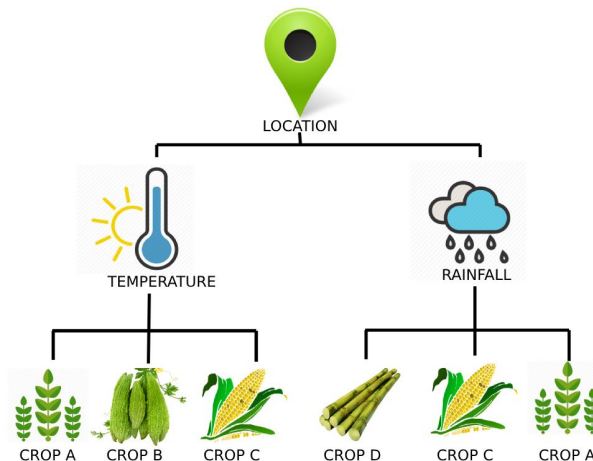 LOCATION
TEMPERATURE
RAINFALL
CROP A
CROP B
CROP C
CROP D
CROP C
CROP A